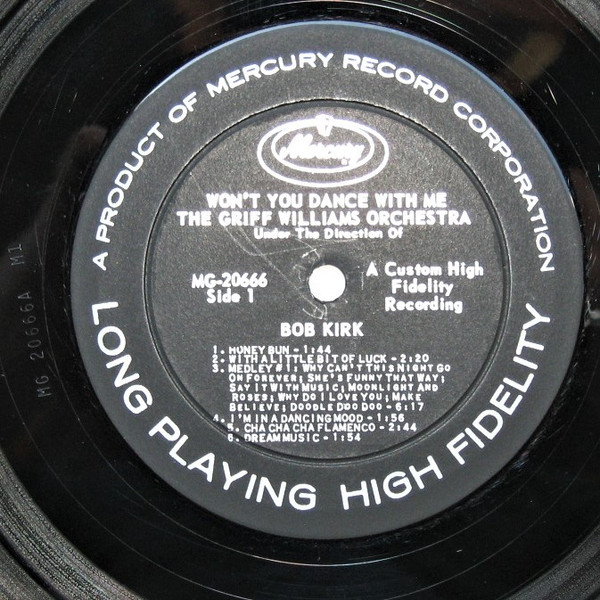 A PRODUCT OF MERCURY RECORD CORPORATION
Mercury
WON'T YOU DANCE WITH ME
THE GRIFF WILLIAMS ORCHESTRA
Under The Direction Of
MG-20666
Side 1
A Custom High
Fidelity
Recording
BOB KIRK
1. HONEY BUN - 1:44
2. WITH A LITTLE BIT OF LUCK - 2:20
3. MEDLEY #1: WHY CAN'T THIS NIGHT GO
ON FOREVER; SHE'S FUNNY THAT WAY;
SAY IT WITH MUSIC; MOONLIGHT AND
ROSES; WHY DO I LOVE YOU; MAKE
BELIEVE; DOODLE DOO DOO - 6:17
4. I'M IN A DANCING MOOD - 1:56
5. CHA CHA CHA FLAMENCO - 2:44
6. DREAM MUSIC - 1:54
LONG PLAYING HIGH FIDELITY
MG 20666A M1